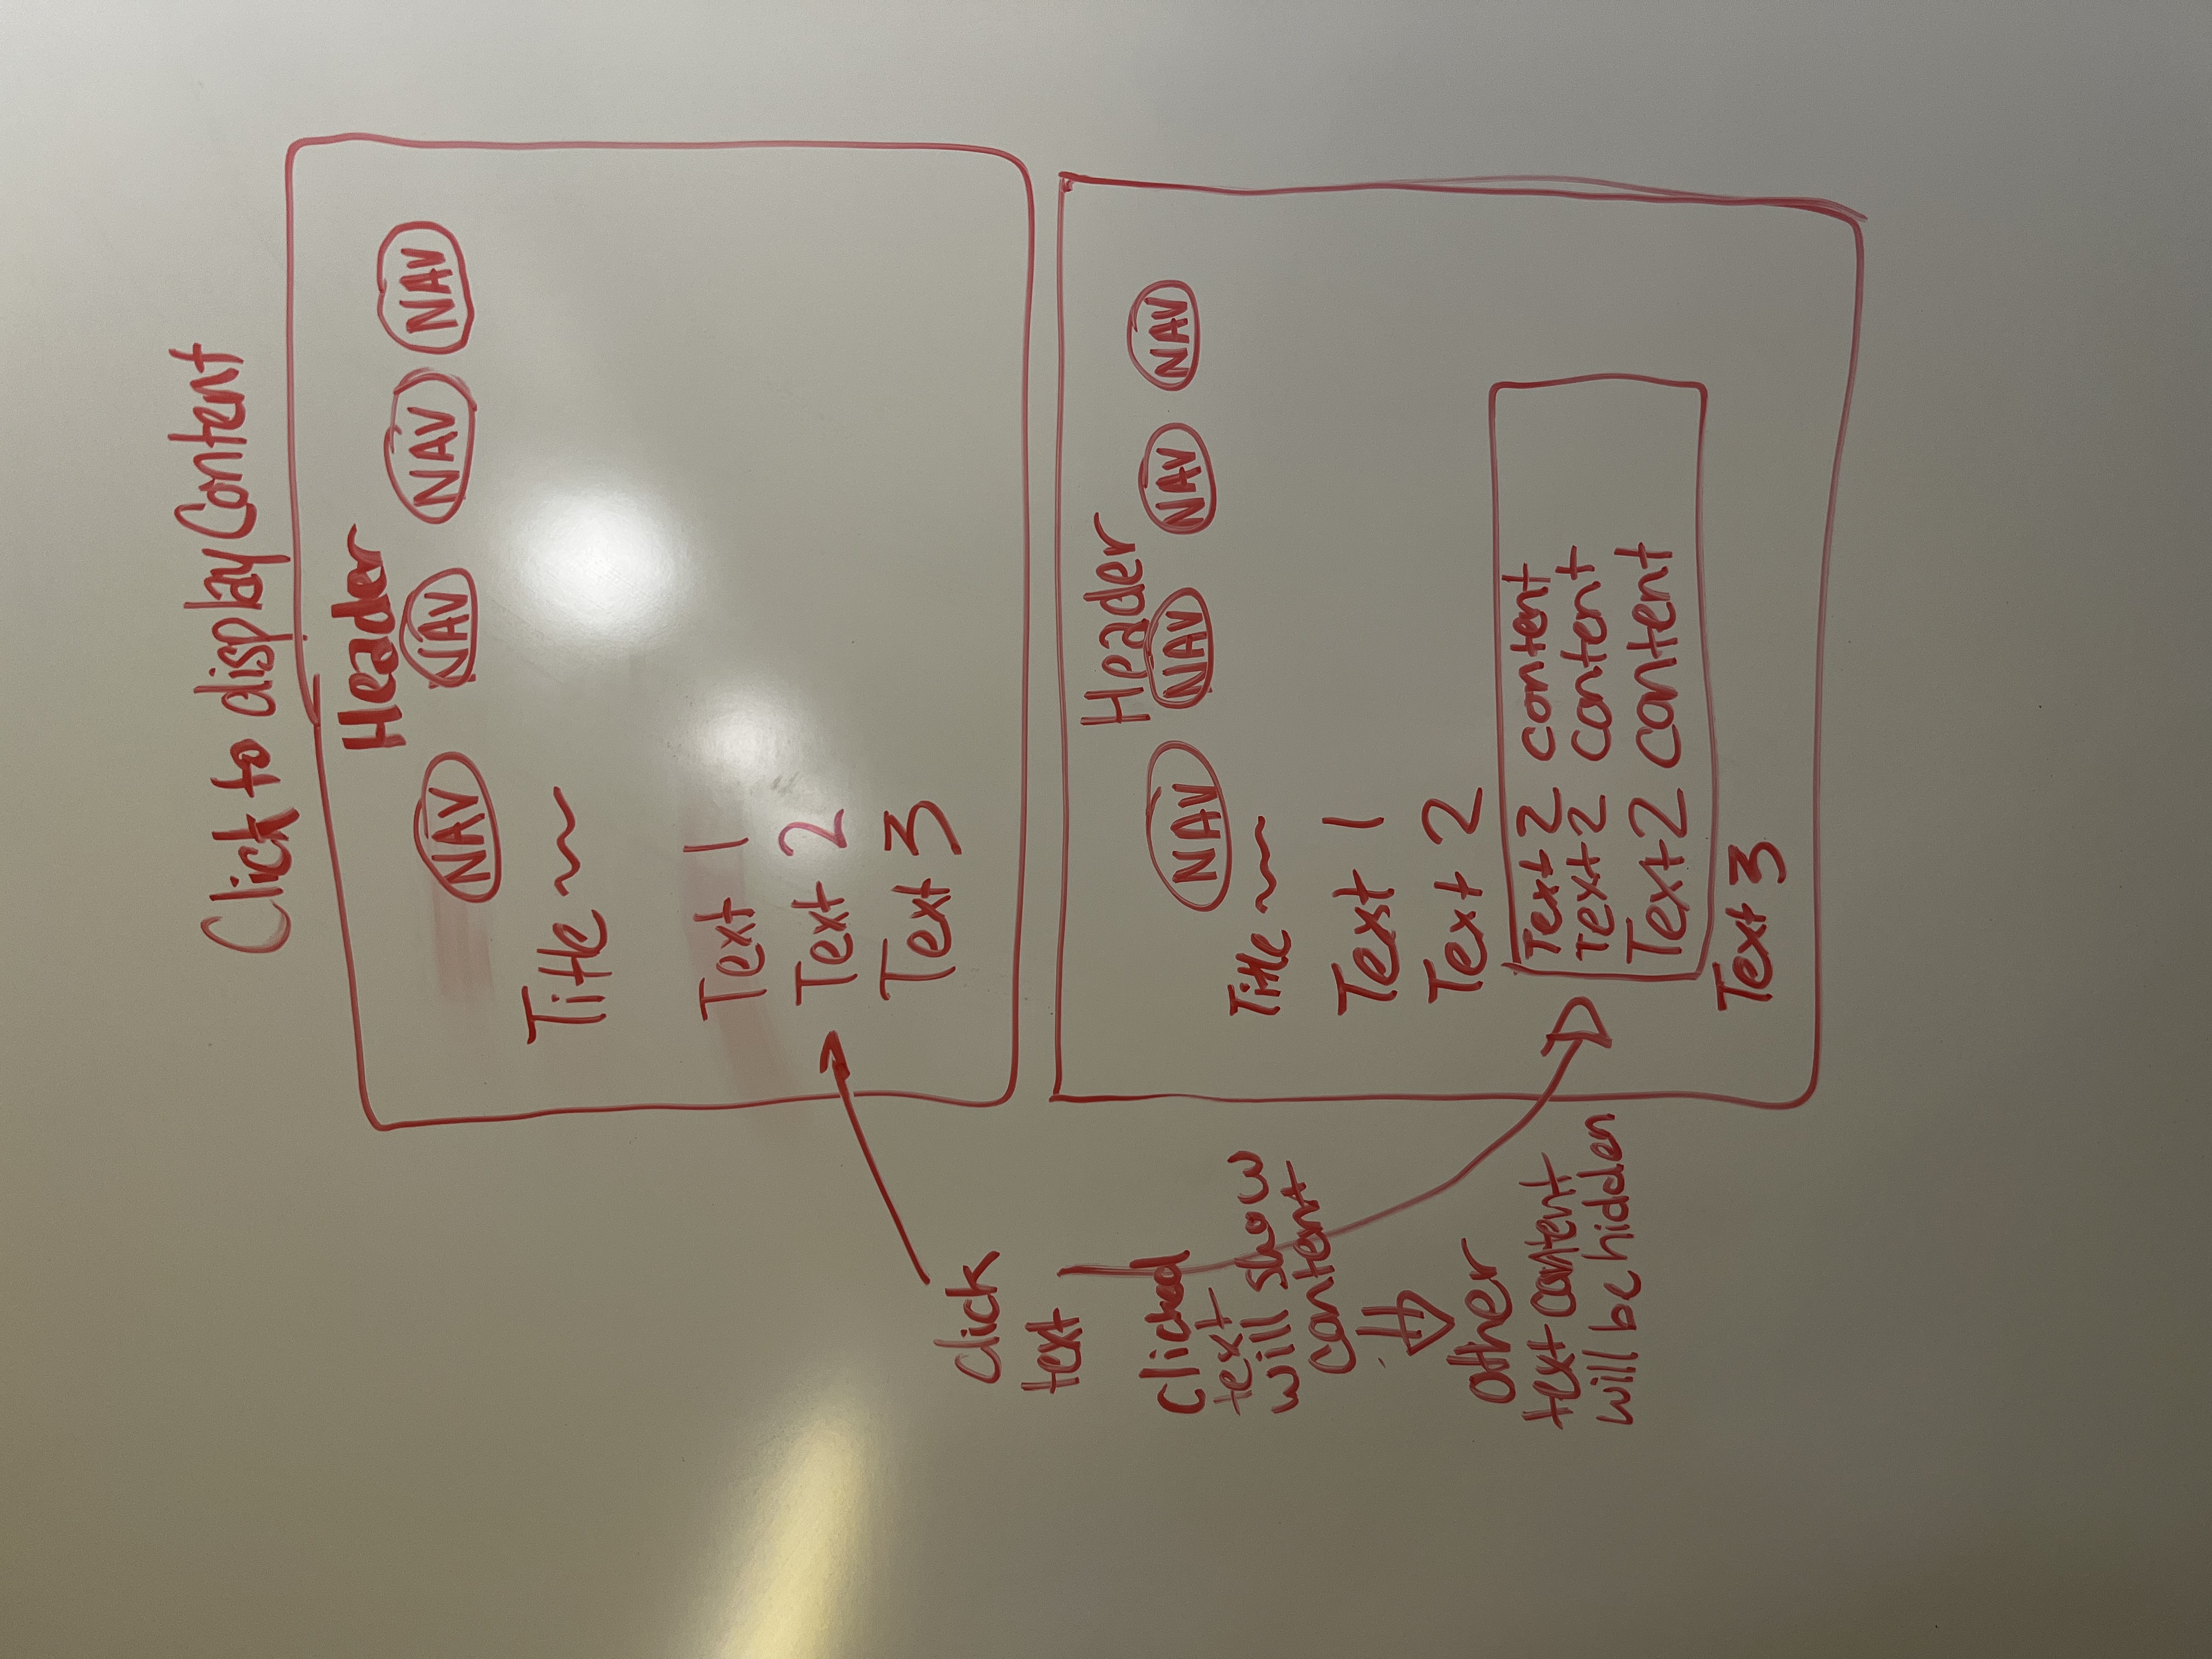 Click to display Content
Header
NAV NAV NAV NAV
Title
Text 1
Text 2
Text 3
click
text
clicked
text
will show
content
other
text content
will be hidden
Header
NAV NAV NAV NAV
Title
Text 1
Text 2
Text 2 content
Text 2 content
Text 2 content
Text 3